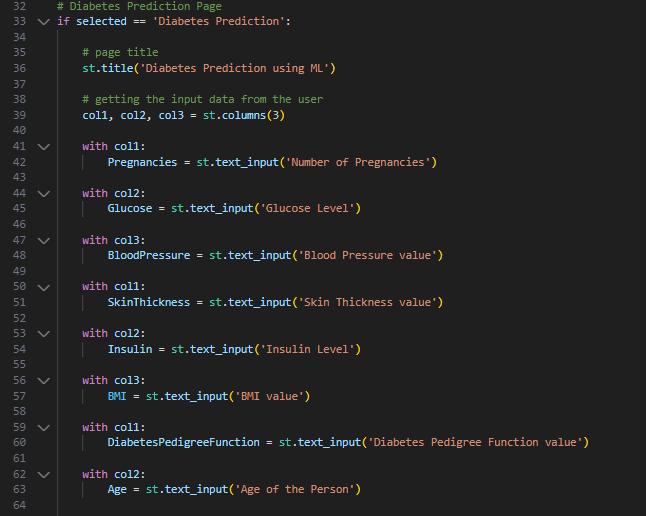 32 # Diabetes Prediction Page
33 if selected == 'Diabetes Prediction':
34
35 # page title
36 st.title('Diabetes Prediction using ML')
37
38 # getting the input data from the user
39 col1, col2, col3 = st.columns(3)
40
41 with col1:
42 Pregnancies = st.text_input('Number of Pregnancies')
43
44 with col2:
45 Glucose = st.text_input('Glucose Level')
46
47 with col3:
48 BloodPressure = st.text_input('Blood Pressure value')
49
50 with col1:
51 SkinThickness = st.text_input('Skin Thickness value')
52
53 with col2:
54 Insulin = st.text_input('Insulin Level')
55
56 with col3:
57 BMI = st.text_input('BMI value')
58
59 with col1:
60 DiabetesPedigreeFunction = st.text_input('Diabetes Pedigree Function value')
61
62 with col2:
63 Age = st.text_input('Age of the Person')
64